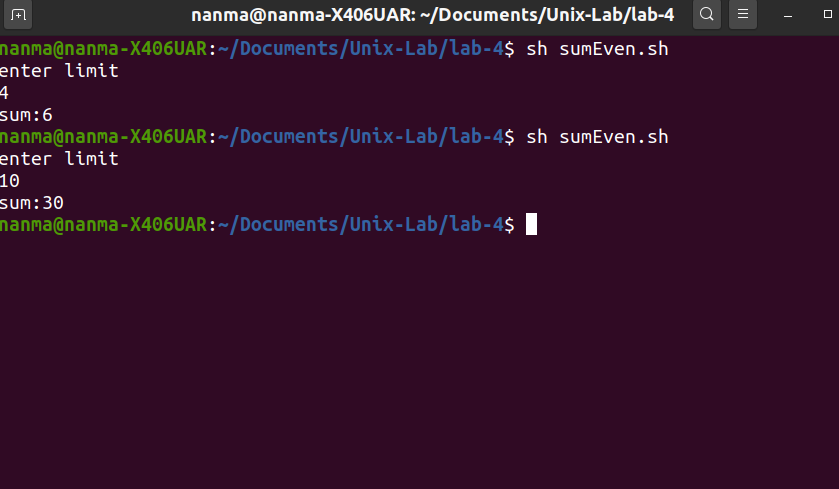 nanma@nanma-X406UAR: ~/Documents/Unix-Lab/lab-4
nanma@nanma-X406UAR:~/Documents/Unix-Lab/lab-4$ sh sumEven.sh
enter limit
4
sum:6
nanma@nanma-X406UAR:~/Documents/Unix-Lab/lab-4$ sh sumEven.sh
enter limit
10
sum:30
nanma@nanma-X406UAR:~/Documents/Unix-Lab/lab-4$